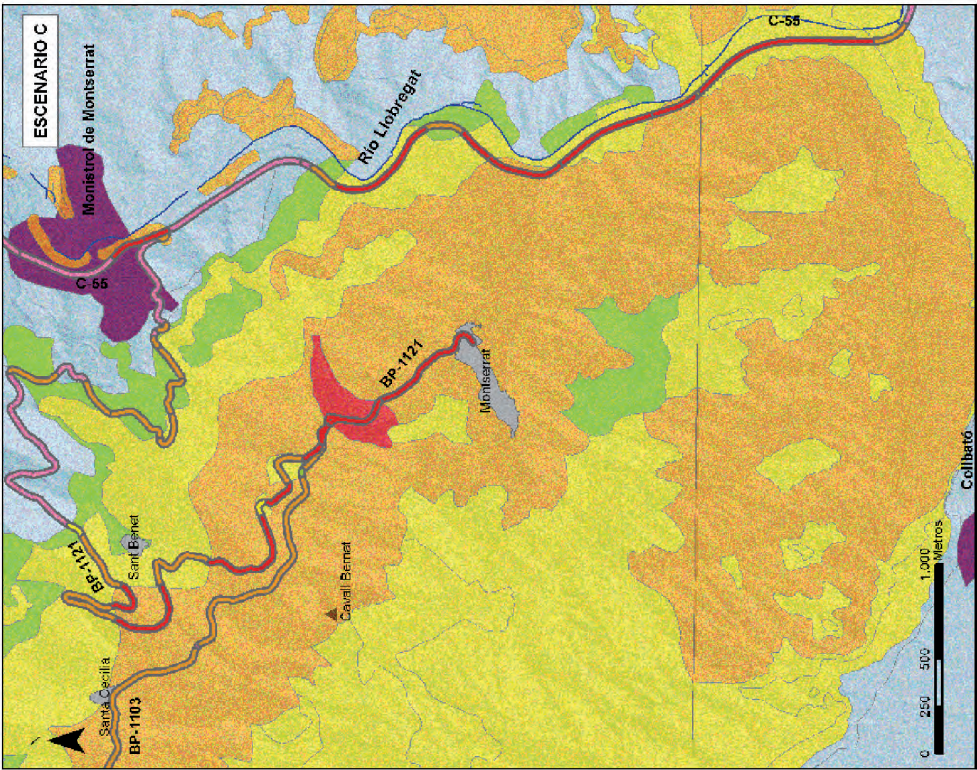 ESCENARIO C
Monistrol de Montserrat
C-55
C-55
Río Llobregat
BP-1121
Montserrat
BP-1121
Sant Benet
Cavall Bernat
Santa Cecilia
BP-1103
Collbató
0 250 500 1.000
Metros